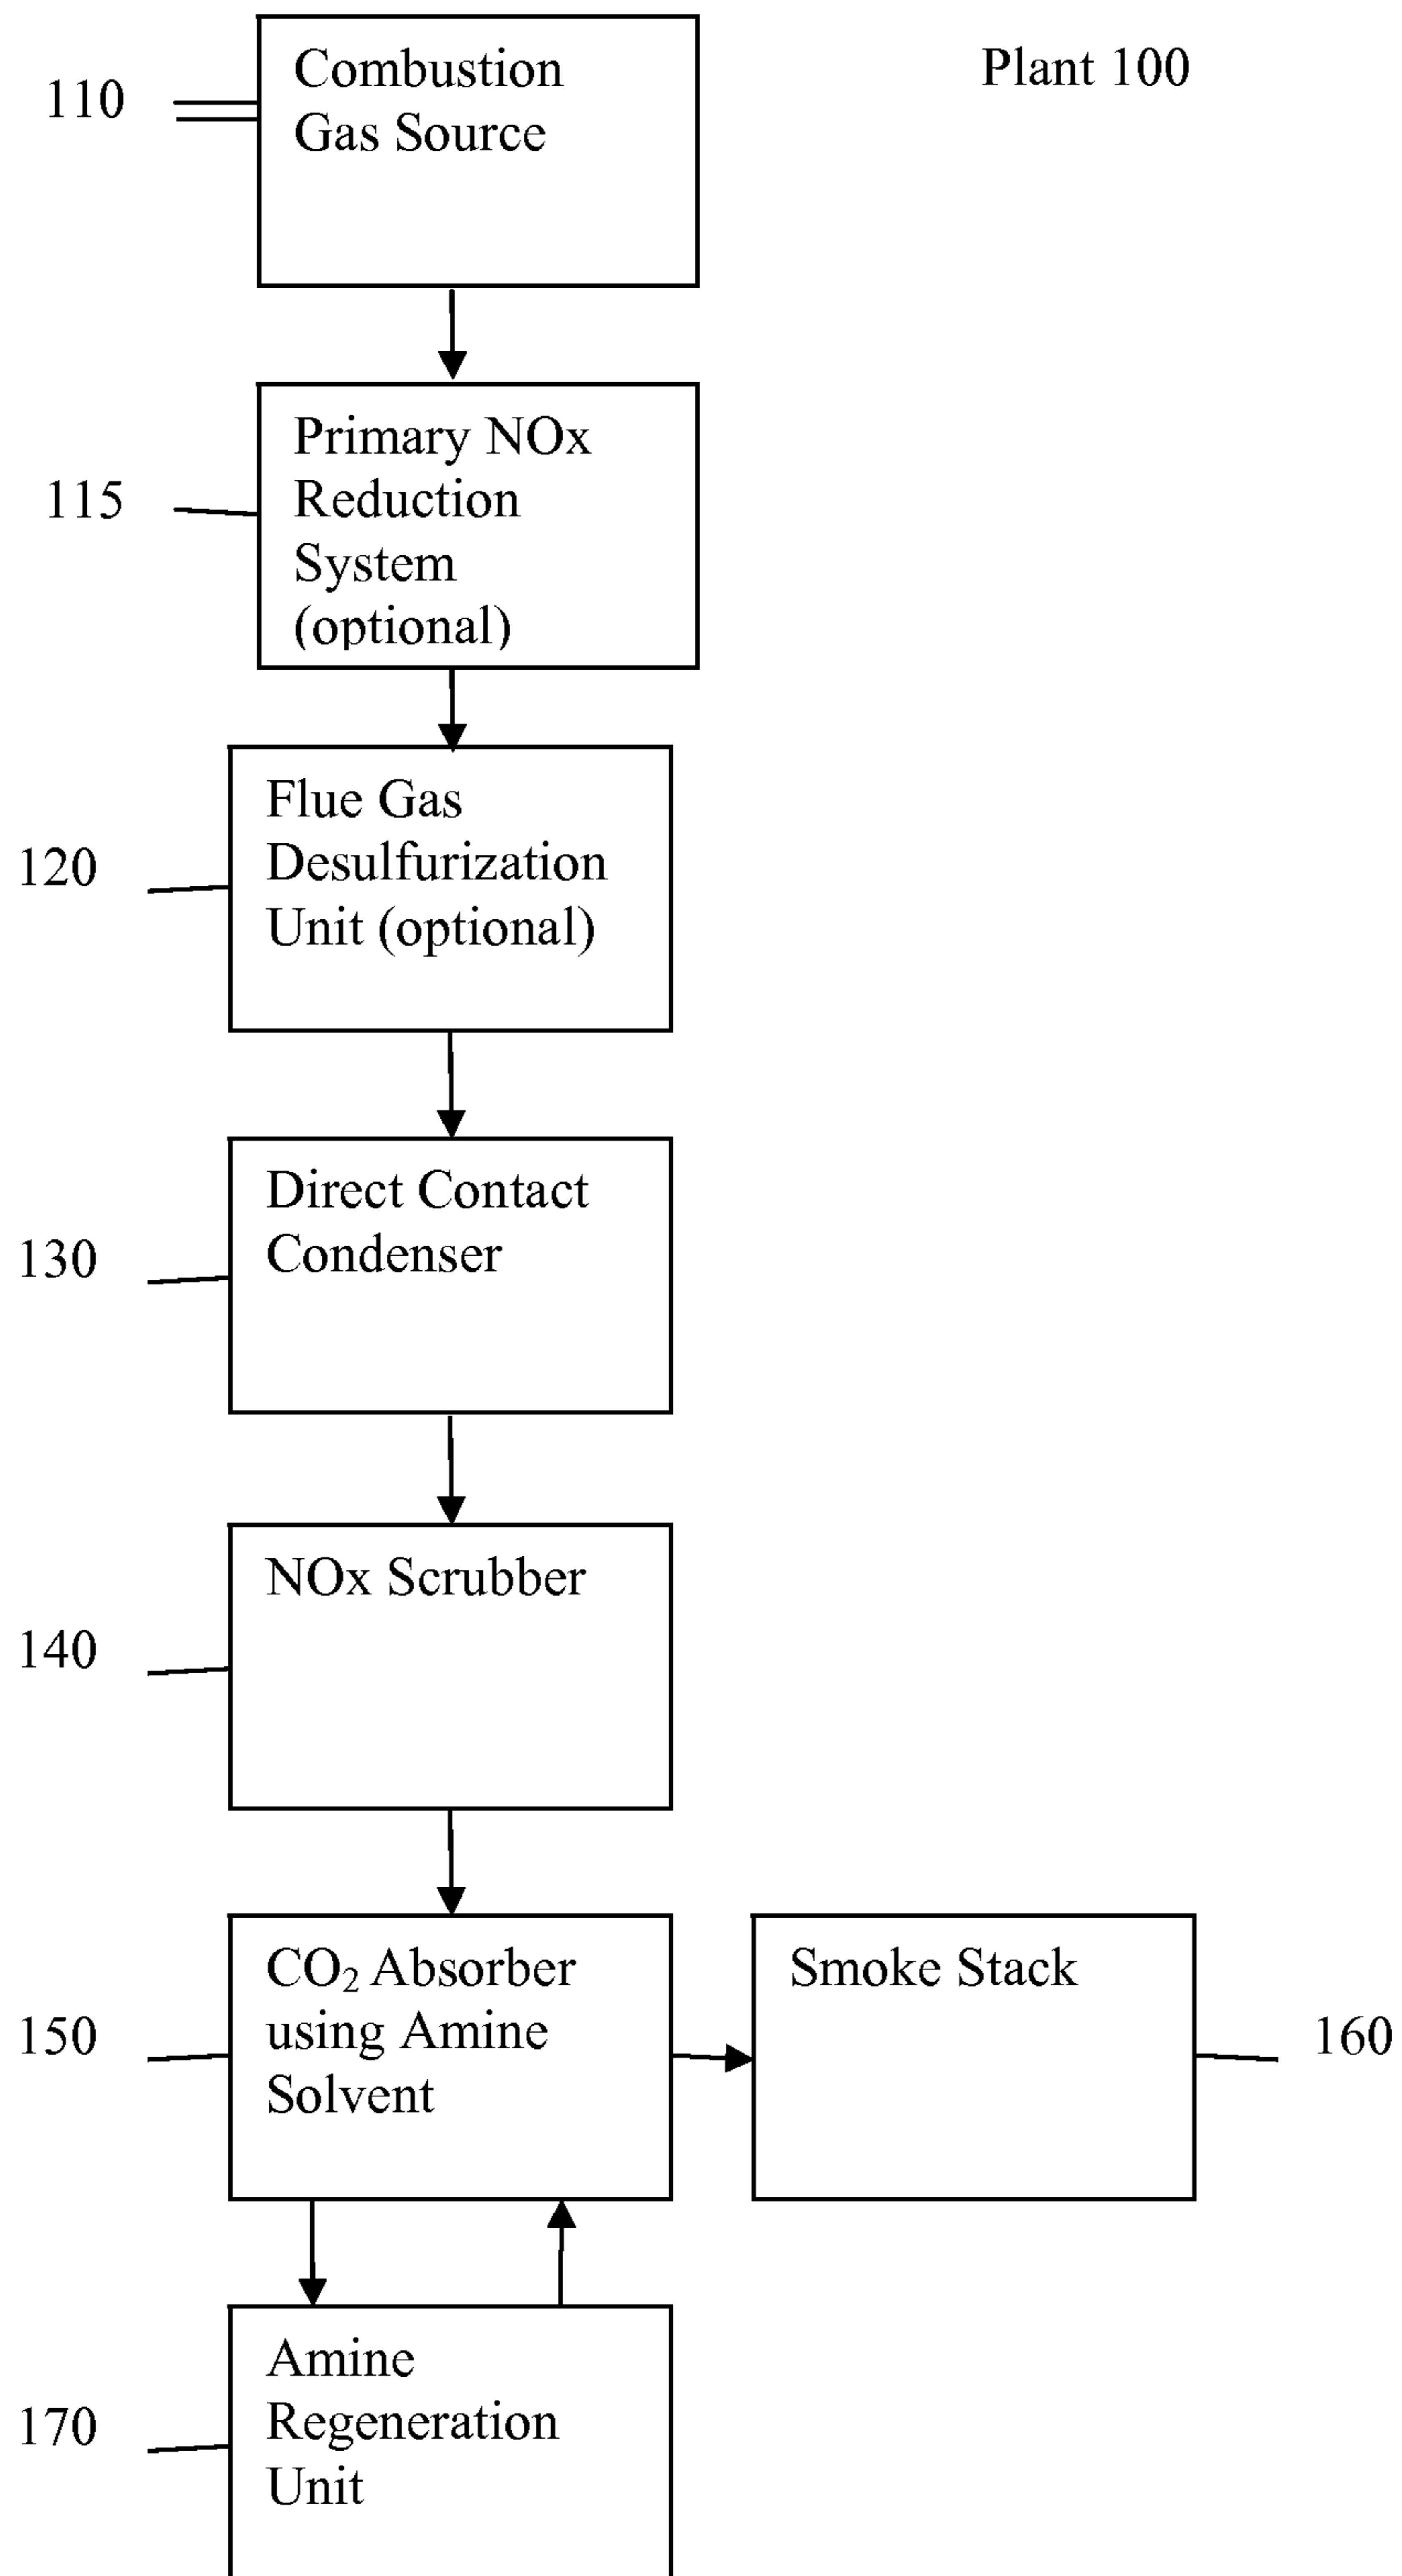 Plant 100
110
Combustion
Gas Source
115
Primary NOx
Reduction
System
(optional)
120
Flue Gas
Desulfurization
Unit (optional)
130
Direct Contact
Condenser
140
NOx Scrubber
150
CO₂ Absorber
using Amine
Solvent
Smoke Stack
160
170
Amine
Regeneration
Unit